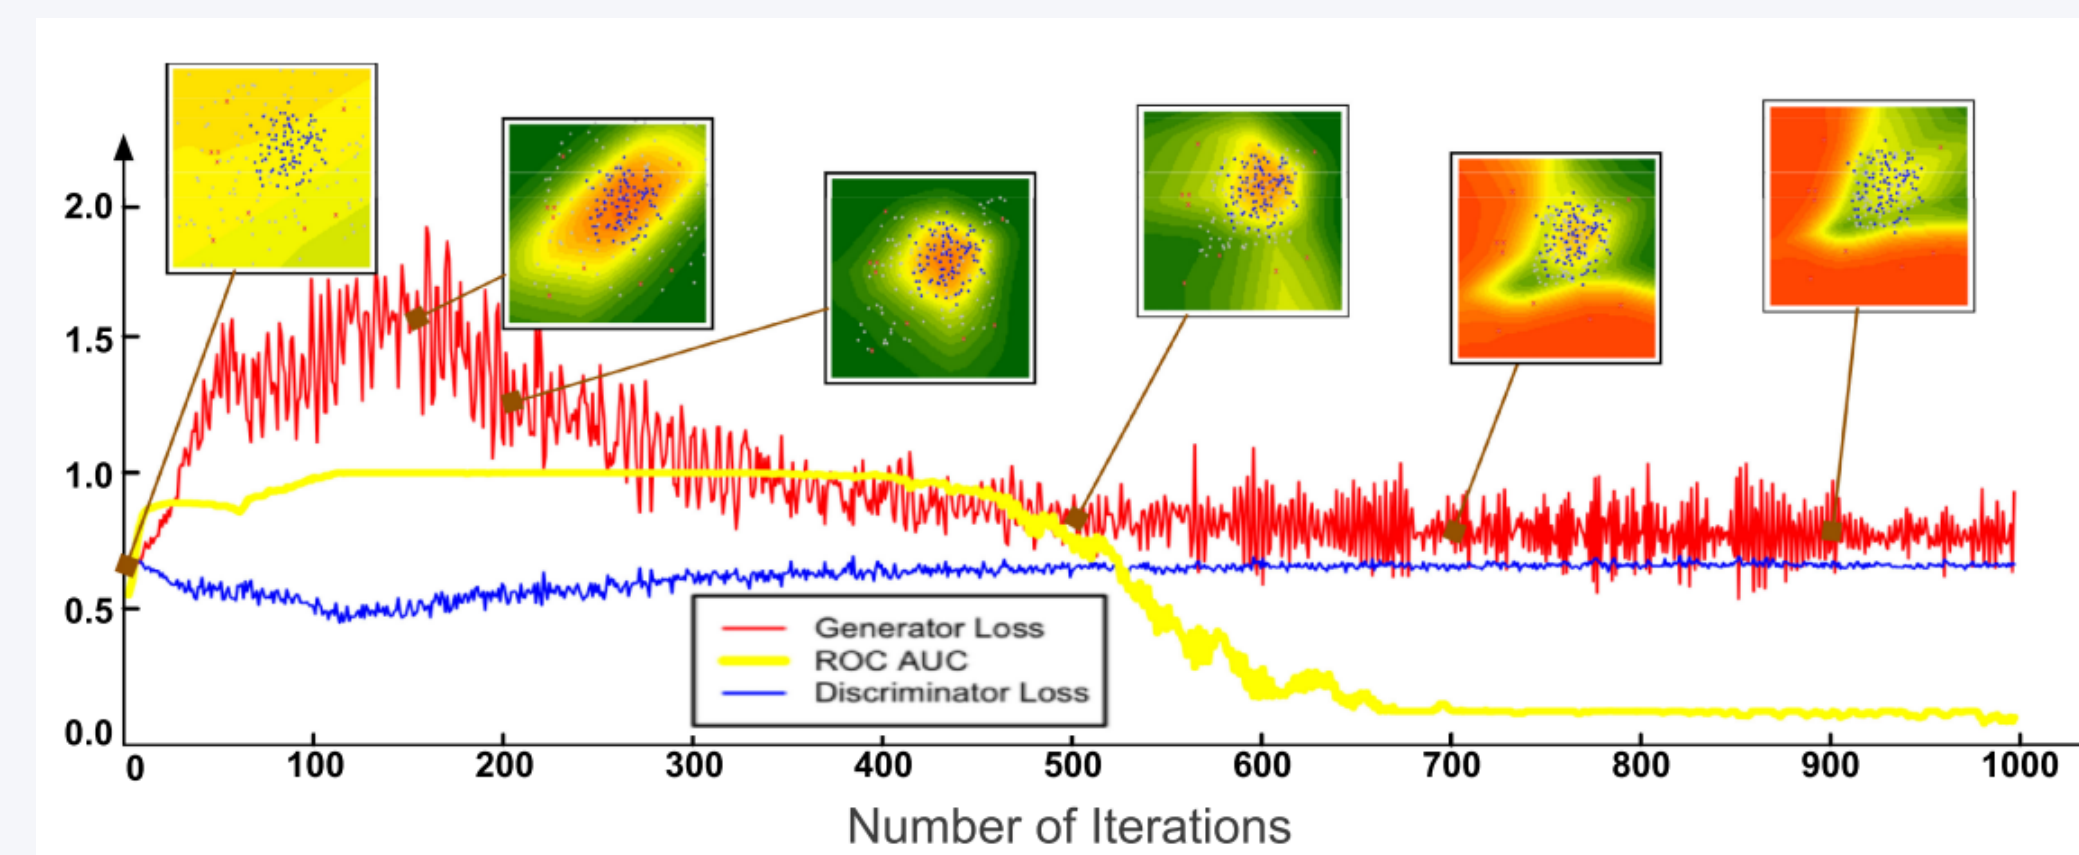 2.0
1.5
1.0
0.5
0.0
Generator Loss
ROC AUC
Discriminator Loss
0 100 200 300 400 500 600 700 800 900 1000
Number of Iterations